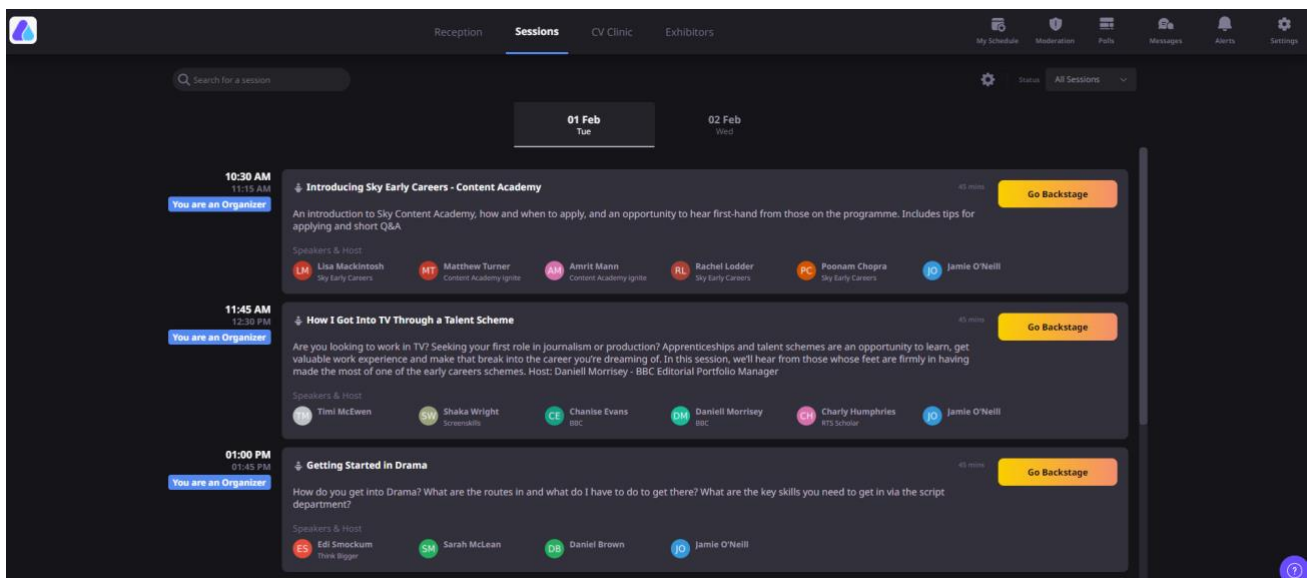 Reception Sessions CV Clinic Exhibitors
My Schedule Moderation Polls Messages Alerts Settings
Search for a session
Status All Sessions
01 Feb
Tue
02 Feb
Wed
10:30 AM
11:15 AM
You are an Organizer
Introducing Sky Early Careers - Content Academy
45 mins
Go Backstage
An introduction to Sky Content Academy, how and when to apply, and an opportunity to hear first-hand from those on the programme. Includes tips for
applying and short Q&A
Speakers & Host
LM Lisa Mackintosh
Sky Early Careers
MT Matthew Turner
Content Academy Ignite
AM Amrit Mann
Content Academy Ignite
RL Rachel Lodder
Sky Early Careers
PC Poonam Chopra
Sky Early Careers
JO Jamie O'Neill
11:45 AM
12:30 PM
You are an Organizer
How I Got Into TV Through a Talent Scheme
45 mins
Go Backstage
Are you looking to work in TV? Seeking your first role in journalism or production? Apprenticeships and talent schemes are an opportunity to learn, get
valuable work experience and make that break into the career you're dreaming of. In this session, we'll hear from those whose feet are firmly in having
made the most of one of the early careers schemes. Host: Daniell Morrisey - BBC Editorial Portfolio Manager
Speakers & Host
TM Timi McEwen
SW Shaka Wright
Screenskills
CE Chanise Evans
BBC
DM Daniell Morrisey
BBC
CH Charly Humphries
RTS Scholar
JO Jamie O'Neill
01:00 PM
01:45 PM
You are an Organizer
Getting Started in Drama
45 mins
Go Backstage
How do you get into Drama? What are the routes in and what do I have to do to get there? What are the key skills you need to get in via the script
department?
Speakers & Host
ES Edi Smockum
Think Bigger
SM Sarah McLean
DB Daniel Brown
JO Jamie O'Neill
?